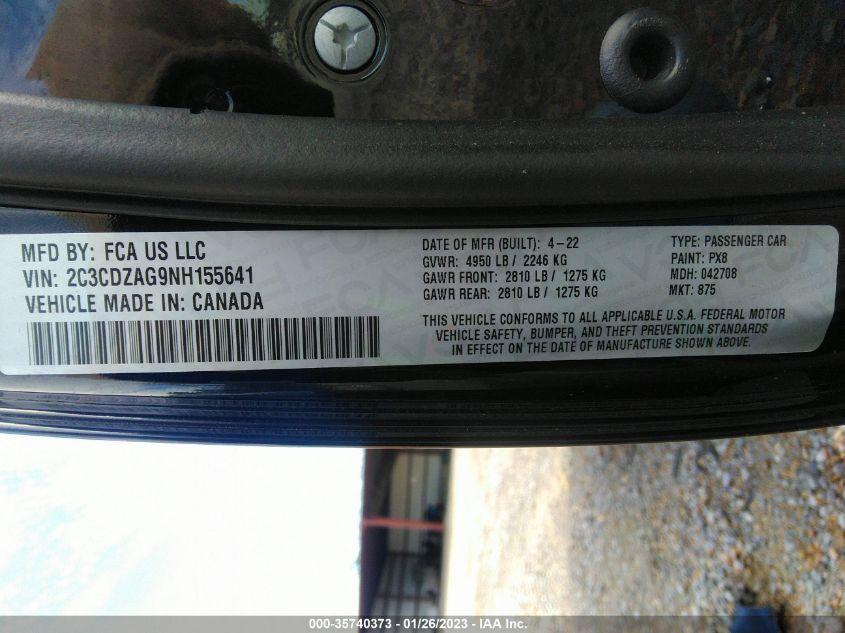 MFD BY: FCA US LLC
VIN: 2C3CDZAG9NH155641
VEHICLE MADE IN: CANADA
DATE OF MFR (BUILT): 4-22
GVWR: 4950 LB / 2246 KG
GAWR FRONT: 2810 LB / 1275 KG
GAWR REAR: 2810 LB / 1275 KG
TYPE: PASSENGER CAR
PAINT: PX8
MDH: 042708
MKT: 875
THIS VEHICLE CONFORMS TO ALL APPLICABLE U.S.A. FEDERAL MOTOR
VEHICLE SAFETY, BUMPER, AND THEFT PREVENTION STANDARDS
IN EFFECT ON THE DATE OF MANUFACTURE SHOWN ABOVE.
000-35740373 - 01/26/2023 - IAA Inc.